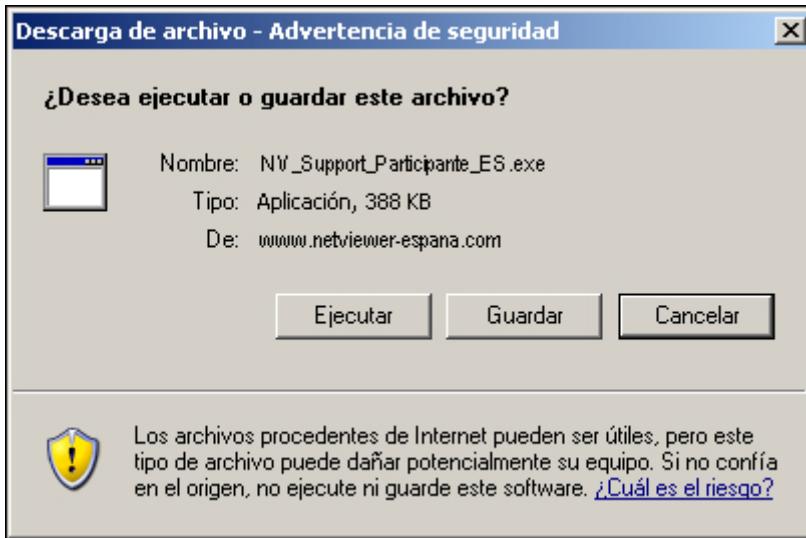 Descarga de archivo - Advertencia de seguridad
¿Desea ejecutar o guardar este archivo?
Nombre: NV_Support_Participante_ES.exe
Tipo: Aplicación, 388 KB
De: www.netviewer-espana.com
Ejecutar Guardar Cancelar
Los archivos procedentes de Internet pueden ser útiles, pero este
tipo de archivo puede dañar potencialmente su equipo. Si no confía
en el origen, no ejecute ni guarde este software. ¿Cuál es el riesgo?